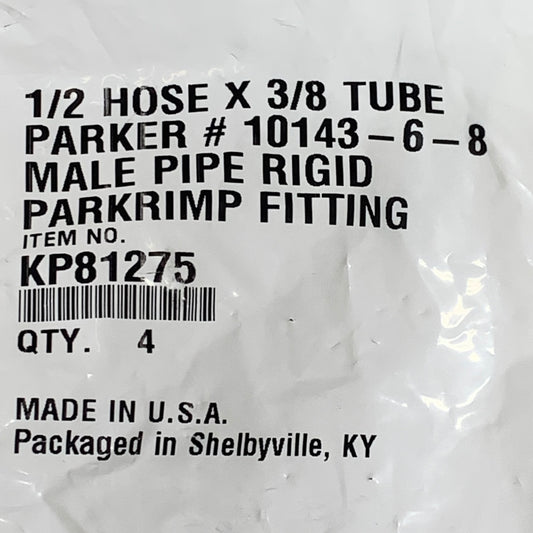 1/2 HOSE X 3/8 TUBE
PARKER # 10143-6-8
MALE PIPE RIGID
PARKRIMP FITTING
ITEM NO.
KP81275
QTY. 4
MADE IN U.S.A.
Packaged in Shelbyville, KY